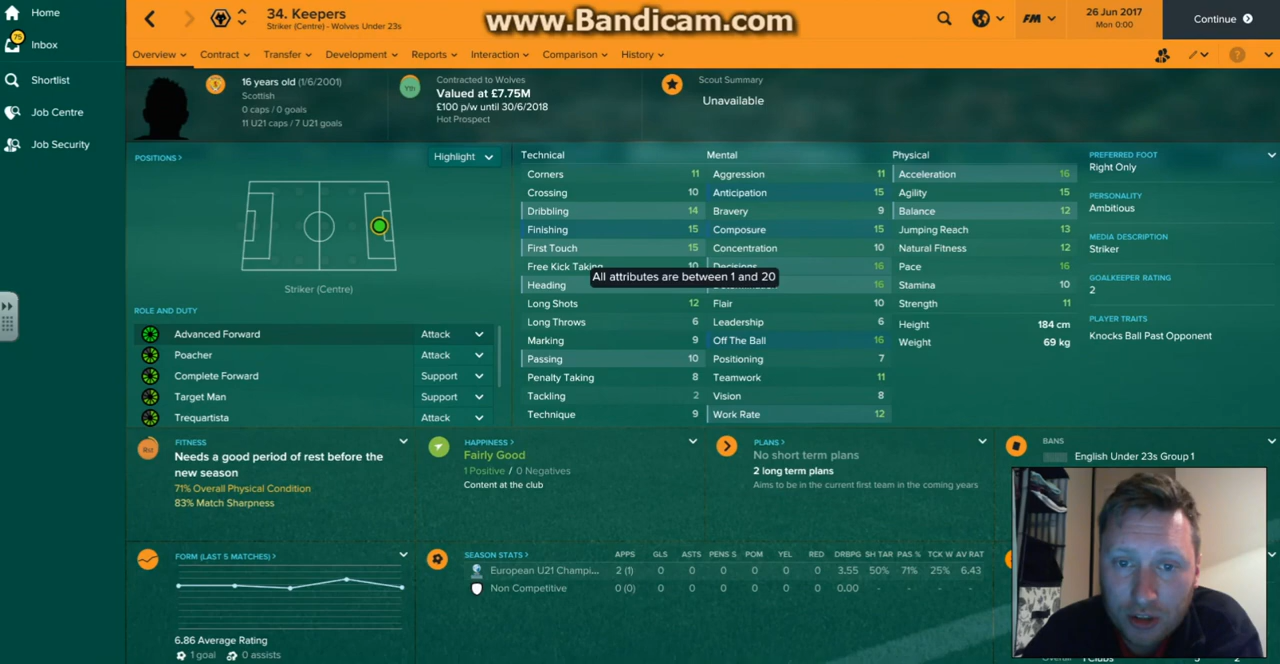 Home
75
Inbox
Shortlist
Job Centre
Job Security
34. Keepers
Striker (Centre) - Wolves Under 23s
www.Bandicam.com
FM
26 Jun 2017
Mon 0:00
Continue
Overview
Contract
Transfer
Development
Reports
Interaction
Comparison
History
16 years old (1/6/2001)
Scottish
0 caps / 0 goals
11 U21 caps / 7 U21 goals
Yth
Contracted to Wolves
Valued at £7.75M
£100 p/w until 30/6/2018
Hot Prospect
Scout Summary
Unavailable
POSITIONS >
Highlight
Striker (Centre)
ROLE AND DUTY
Advanced Forward Attack
Poacher Attack
Complete Forward Support
Target Man Support
Trequartista Attack
Technical
Corners 11
Crossing 10
Dribbling 14
Finishing 15
First Touch 15
Free Kick Taking 10
Heading
Long Shots 12
Long Throws 6
Marking 9
Passing 10
Penalty Taking 8
Tackling 2
Technique 9
All attributes are between 1 and 20
Mental
Aggression 11
Anticipation 15
Bravery 9
Composure 15
Concentration 10
Decisions 16
Determination 16
Flair 10
Leadership 6
Off The Ball 16
Positioning 7
Teamwork 11
Vision 8
Work Rate 12
Physical
Acceleration 16
Agility 15
Balance 12
Jumping Reach 13
Natural Fitness 12
Pace 16
Stamina 10
Strength 11
Height 184 cm
Weight 69 kg
PREFERRED FOOT
Right Only
PERSONALITY
Ambitious
MEDIA DESCRIPTION
Striker
GOALKEEPER RATING
2
PLAYER TRAITS
Knocks Ball Past Opponent
Rst
FITNESS
Needs a good period of rest before the
new season
71% Overall Physical Condition
83% Match Sharpness
HAPPINESS >
Fairly Good
1 Positive / 0 Negatives
Content at the club
PLANS >
No short term plans
2 long term plans
Aims to be in the current first team in the coming years
BANS
English Under 23s Group 1
FORM (LAST 5 MATCHES) >
6.86 Average Rating
1 goal 0 assists
SEASON STATS > APPS GLS ASTS PENS S POM YEL RED DRBPG SH TAR PAS % TCK W AV RAT
European U21 Champi... 2 (1) 0 0 0 0 0 0 3.55 50% 71% 25% 6.43
Non Competitive 0 (0) 0 0 0 0 0 0 0.00 - - - -